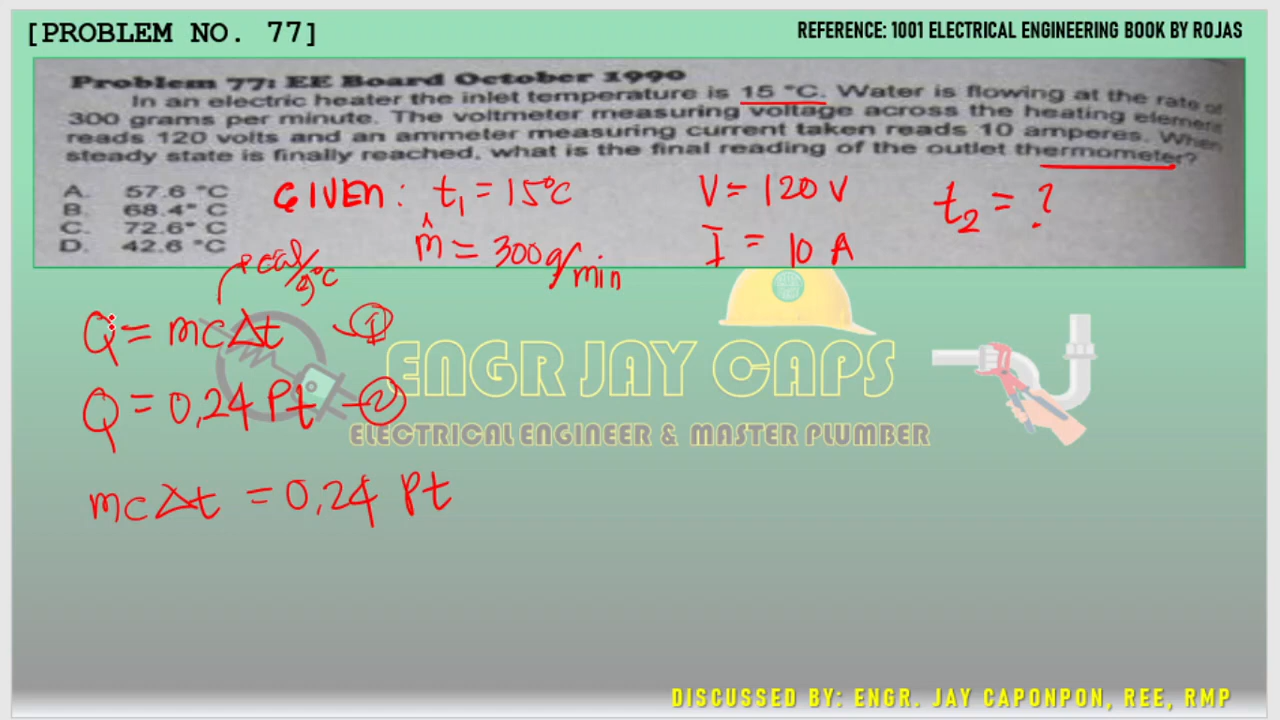 [PROBLEM NO. 77]
REFERENCE: 1001 ELECTRICAL ENGINEERING BOOK BY ROJAS
Problem 77: EE Board October 1990
In an electric heater the inlet temperature is 15 °C. Water is flowing at the rate of
300 grams per minute. The voltmeter measuring voltage across the heating element
reads 120 volts and an ammeter measuring current taken reads 10 amperes. When
steady state is finally reached, what is the final reading of the outlet thermometer?
A. 57.6 °C
B. 68.4° C
C. 72.6° C
D. 42.6 °C
GIVEN: t₁ = 15°C
V = 120 V
t₂ = ?
m = 300g/min
I = 10 A
cal/g°C
Q = mcΔt - ①
Q = 0.24 Pt - ②
mcΔt = 0.24 Pt
ENGR JAY CAPS
ELECTRICAL ENGINEER & MASTER PLUMBER
DISCUSSED BY: ENGR. JAY CAPONPON, REE, RMP